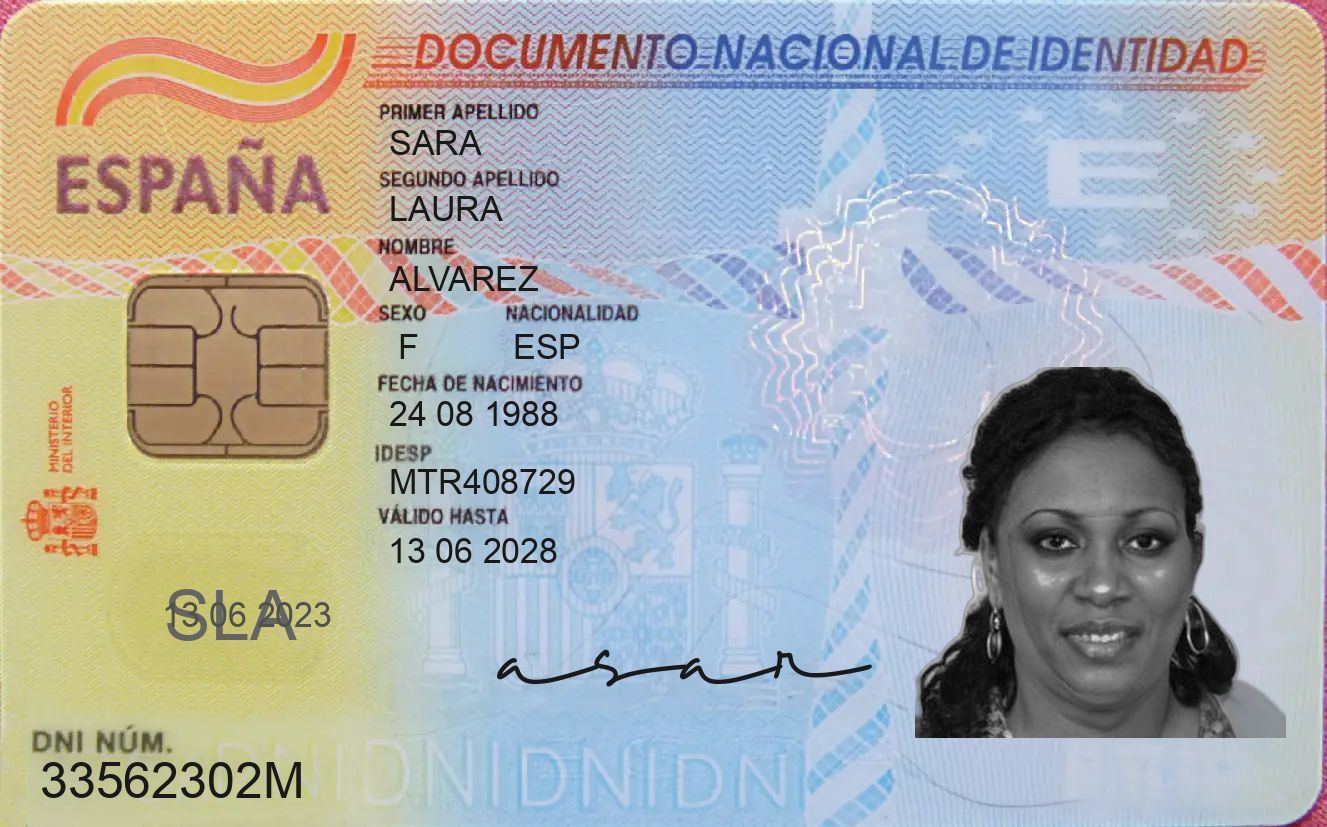 DOCUMENTO NACIONAL DE IDENTIDAD
ESPAÑA
PRIMER APELLIDO
SARA
SEGUNDO APELLIDO
LAURA
NOMBRE
ALVAREZ
SEXO NACIONALIDAD
F ESP
FECHA DE NACIMIENTO
24 08 1988
IDESP
MTR408729
VÁLIDO HASTA
13 06 2028
MINISTERIO
DEL INTERIOR
E
SLA
13 06 2023
asar
DNI NÚM.
33562302M
DNIDNIDNIDNI